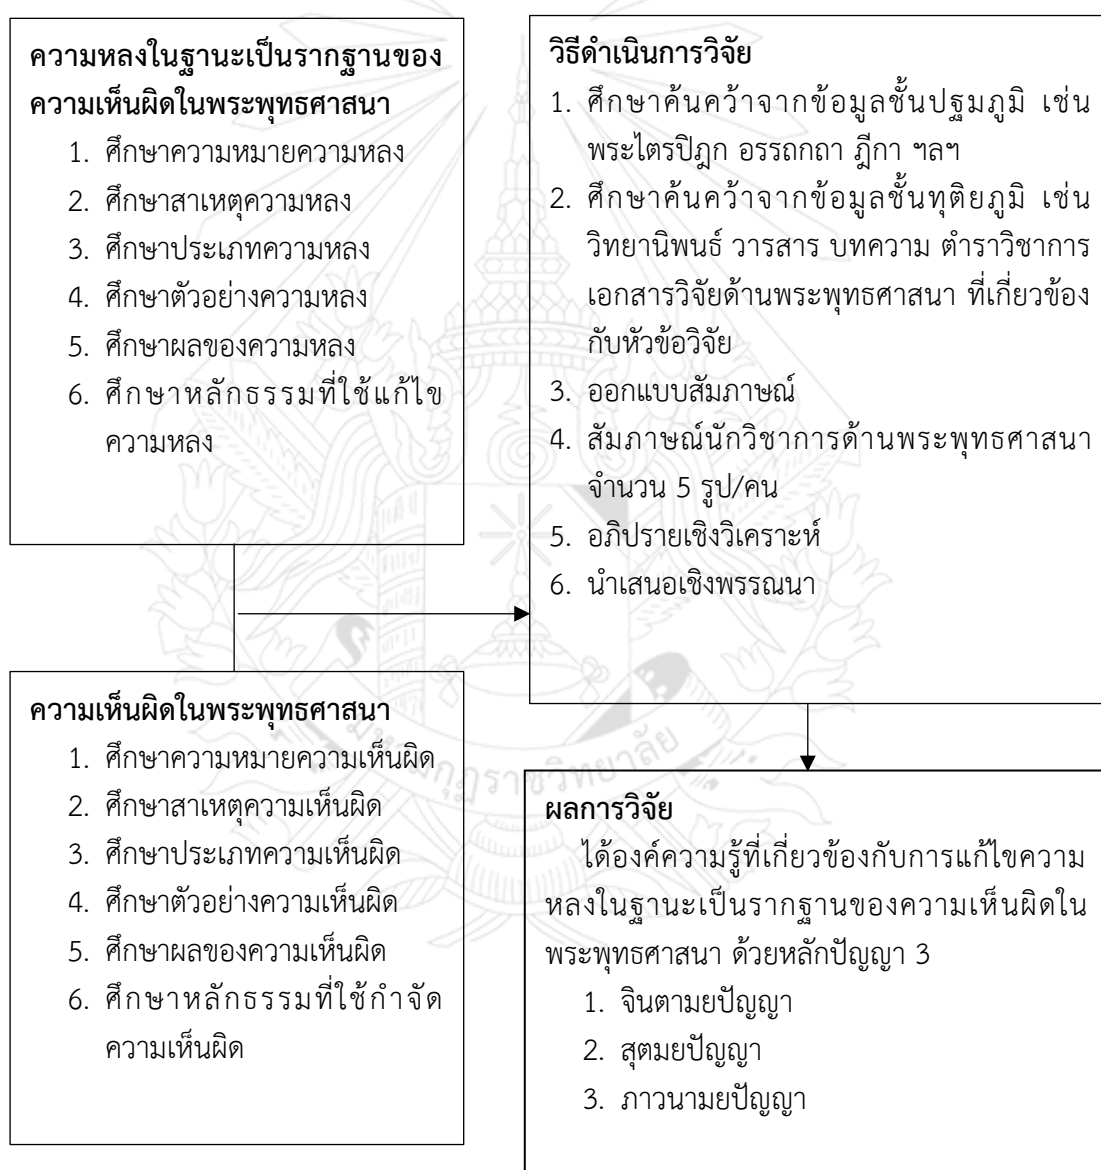 ความหลงในฐานะเป็นรากฐานของ
ความเห็นผิดในพระพุทธศาสนา
1. ศึกษาความหมายความหลง
2. ศึกษาสาเหตุความหลง
3. ศึกษาประเภทความหลง
4. ศึกษาตัวอย่างความหลง
5. ศึกษาผลของความหลง
6. ศึกษาหลักธรรมที่ใช้แก้ไข
ความหลง
ความเห็นผิดในพระพุทธศาสนา
1. ศึกษาความหมายความเห็นผิด
2. ศึกษาสาเหตุความเห็นผิด
3. ศึกษาประเภทความเห็นผิด
4. ศึกษาตัวอย่างความเห็นผิด
5. ศึกษาผลของความเห็นผิด
6. ศึกษาหลักธรรมที่ใช้กำจัด
ความเห็นผิด
วิธีดำเนินการวิจัย
1. ศึกษาค้นคว้าจากข้อมูลชั้นปฐมภูมิ เช่น
พระไตรปิฎก อรรถกถา ฎีกา ฯลฯ
2. ศึกษาค้นคว้าจากข้อมูลชั้นทุติยภูมิ เช่น
วิทยานิพนธ์ วารสาร บทความ ตำราวิชาการ
เอกสารวิจัยด้านพระพุทธศาสนา ที่เกี่ยวข้อง
กับหัวข้อวิจัย
3. ออกแบบสัมภาษณ์
4. สัมภาษณ์นักวิชาการด้านพระพุทธศาสนา
จำนวน 5 รูป/คน
5. อภิปรายเชิงวิเคราะห์
6. นำเสนอเชิงพรรณนา
ผลการวิจัย
ได้องค์ความรู้ที่เกี่ยวข้องกับการแก้ไขความ
หลงในฐานะเป็นรากฐานของความเห็นผิดใน
พระพุทธศาสนา ด้วยหลักปัญญา 3
1. จินตามยปัญญา
2. สุตมยปัญญา
3. ภาวนามยปัญญา